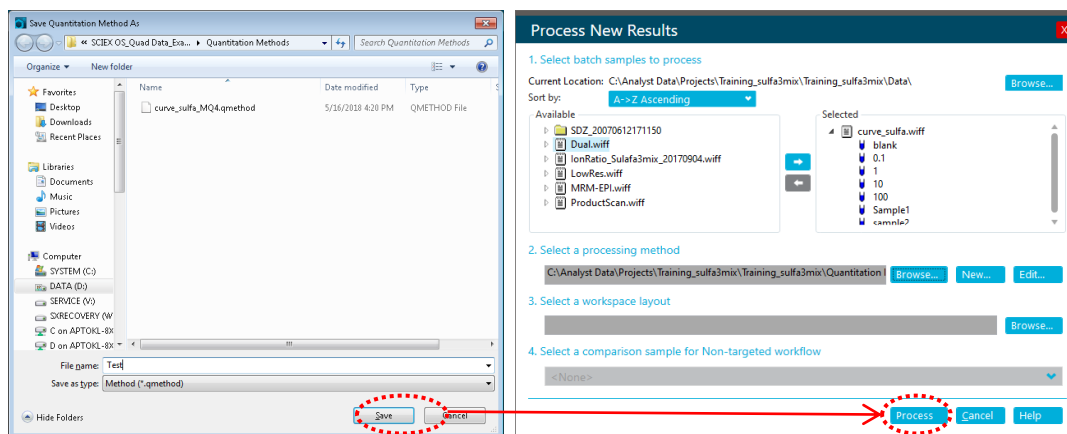 Save Quantitation Method As
« SCIEX OS_Quad Data_Exa... ▸ Quantitation Methods
Search Quantitation Methods
Organize
New folder
Name
Date modified
Type
Favorites
Desktop
Downloads
Recent Places
Libraries
Documents
Music
Pictures
Videos
Computer
SYSTEM (C:)
DATA (D:)
SERVICE (V:)
SXRECOVERY (W
C on APTOKL-8X
D on APTOKL-8X
curve_sulfa_MQ4.qmethod
5/16/2018 4:20 PM
QMETHOD File
File name: Test
Save as type: Method (*.qmethod)
Hide Folders
Save
Cancel
Process New Results
X
1. Select batch samples to process
Current Location: C:\Analyst Data\Projects\Training_sulfa3mix\Training_sulfa3mix\Data\
Browse...
Sort by: A->Z Ascending
Available
SDZ_20070612171150
Dual.wiff
IonRatio_Sulafa3mix_20170904.wiff
LowRes.wiff
MRM-EPI.wiff
ProductScan.wiff
Selected
curve_sulfa.wiff
blank
0.1
1
10
100
Sample1
sample2
2. Select a processing method
C:\Analyst Data\Projects\Training_sulfa3mix\Training_sulfa3mix\Quantitation
Browse...
New...
Edit...
3. Select a workspace layout
Browse...
4. Select a comparison sample for Non-targeted workflow
<None>
Process
Cancel
Help